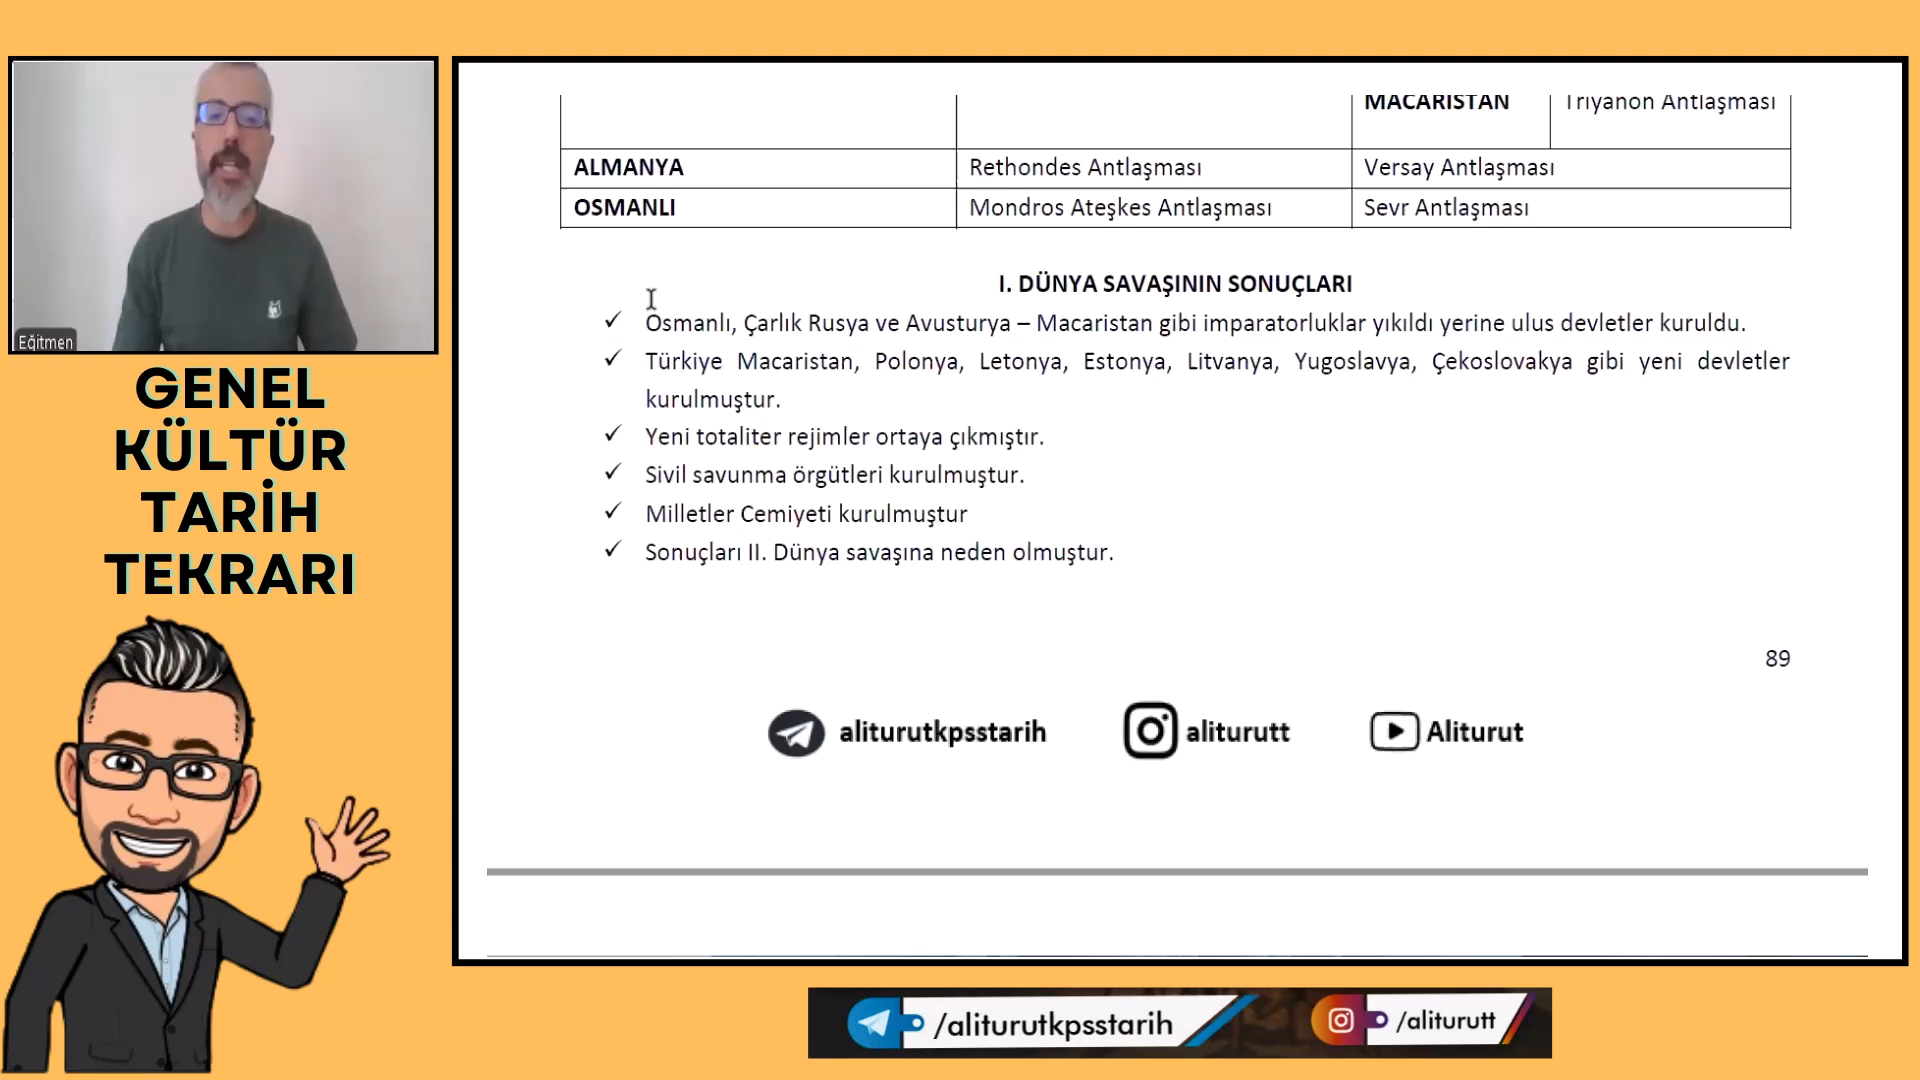 Eğitmen
GENEL
KÜLTÜR
TARİH
TEKRARI
MACARISTAN Triyanon Antlaşması
ALMANYA Rethondes Antlaşması Versay Antlaşması
OSMANLI Mondros Ateşkes Antlaşması Sevr Antlaşması
I. DÜNYA SAVAŞININ SONUÇLARI
✓ Osmanlı, Çarlık Rusya ve Avusturya – Macaristan gibi imparatorluklar yıkıldı yerine ulus devletler kuruldu.
✓ Türkiye Macaristan, Polonya, Letonya, Estonya, Litvanya, Yugoslavya, Çekoslovakya gibi yeni devletler
kurulmuştur.
✓ Yeni totaliter rejimler ortaya çıkmıştır.
✓ Sivil savunma örgütleri kurulmuştur.
✓ Milletler Cemiyeti kurulmuştur
✓ Sonuçları II. Dünya savaşına neden olmuştur.
89
aliturutkpsstarih aliturutt Aliturut
/aliturutkpsstarih /aliturutt